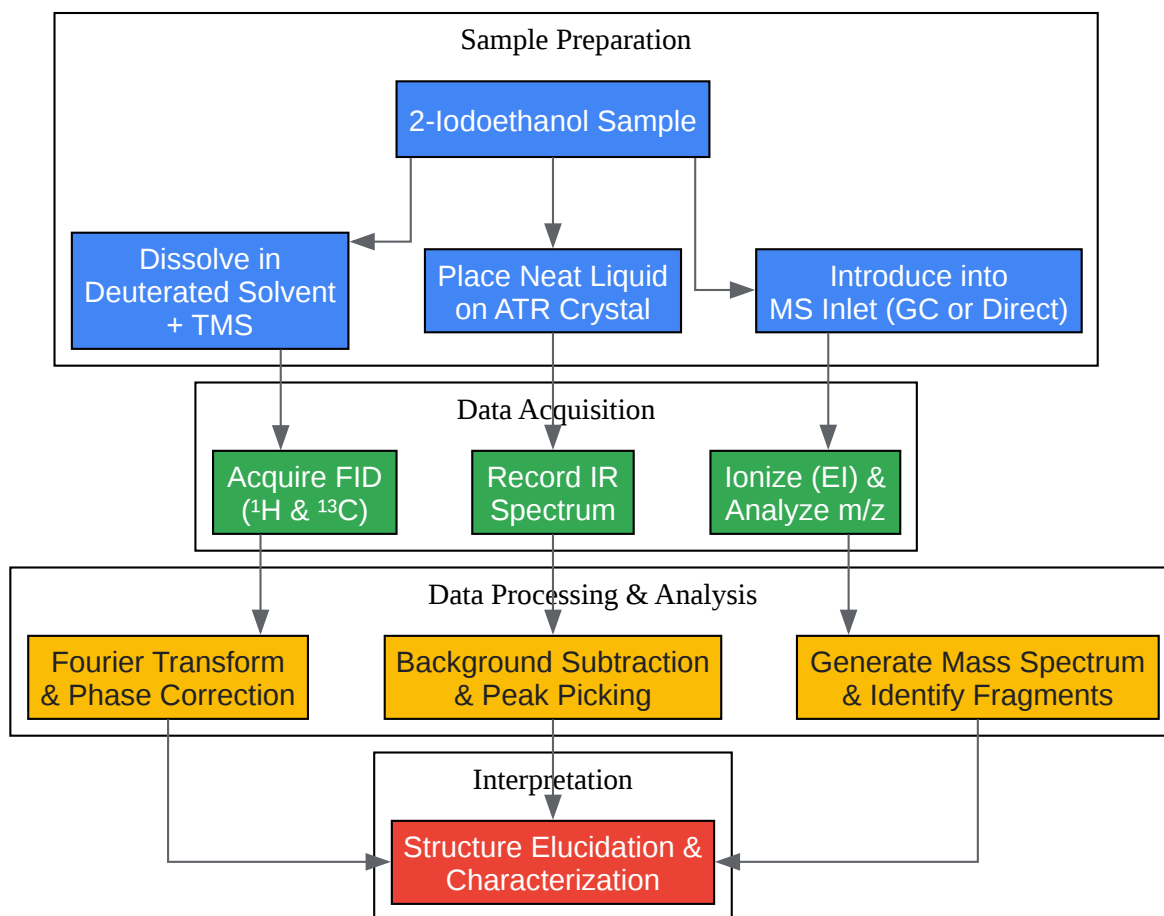 Sample Preparation
2-Iodoethanol Sample
Dissolve in
Deuterated Solvent
+ TMS
Place Neat Liquid
on ATR Crystal
Introduce into
MS Inlet (GC or Direct)
Data Acquisition
Acquire FID
(¹H & ¹³C)
Record IR
Spectrum
Ionize (EI) &
Analyze m/z
Data Processing & Analysis
Fourier Transform
& Phase Correction
Background Subtraction
& Peak Picking
Generate Mass Spectrum
& Identify Fragments
Interpretation
Structure Elucidation &
Characterization